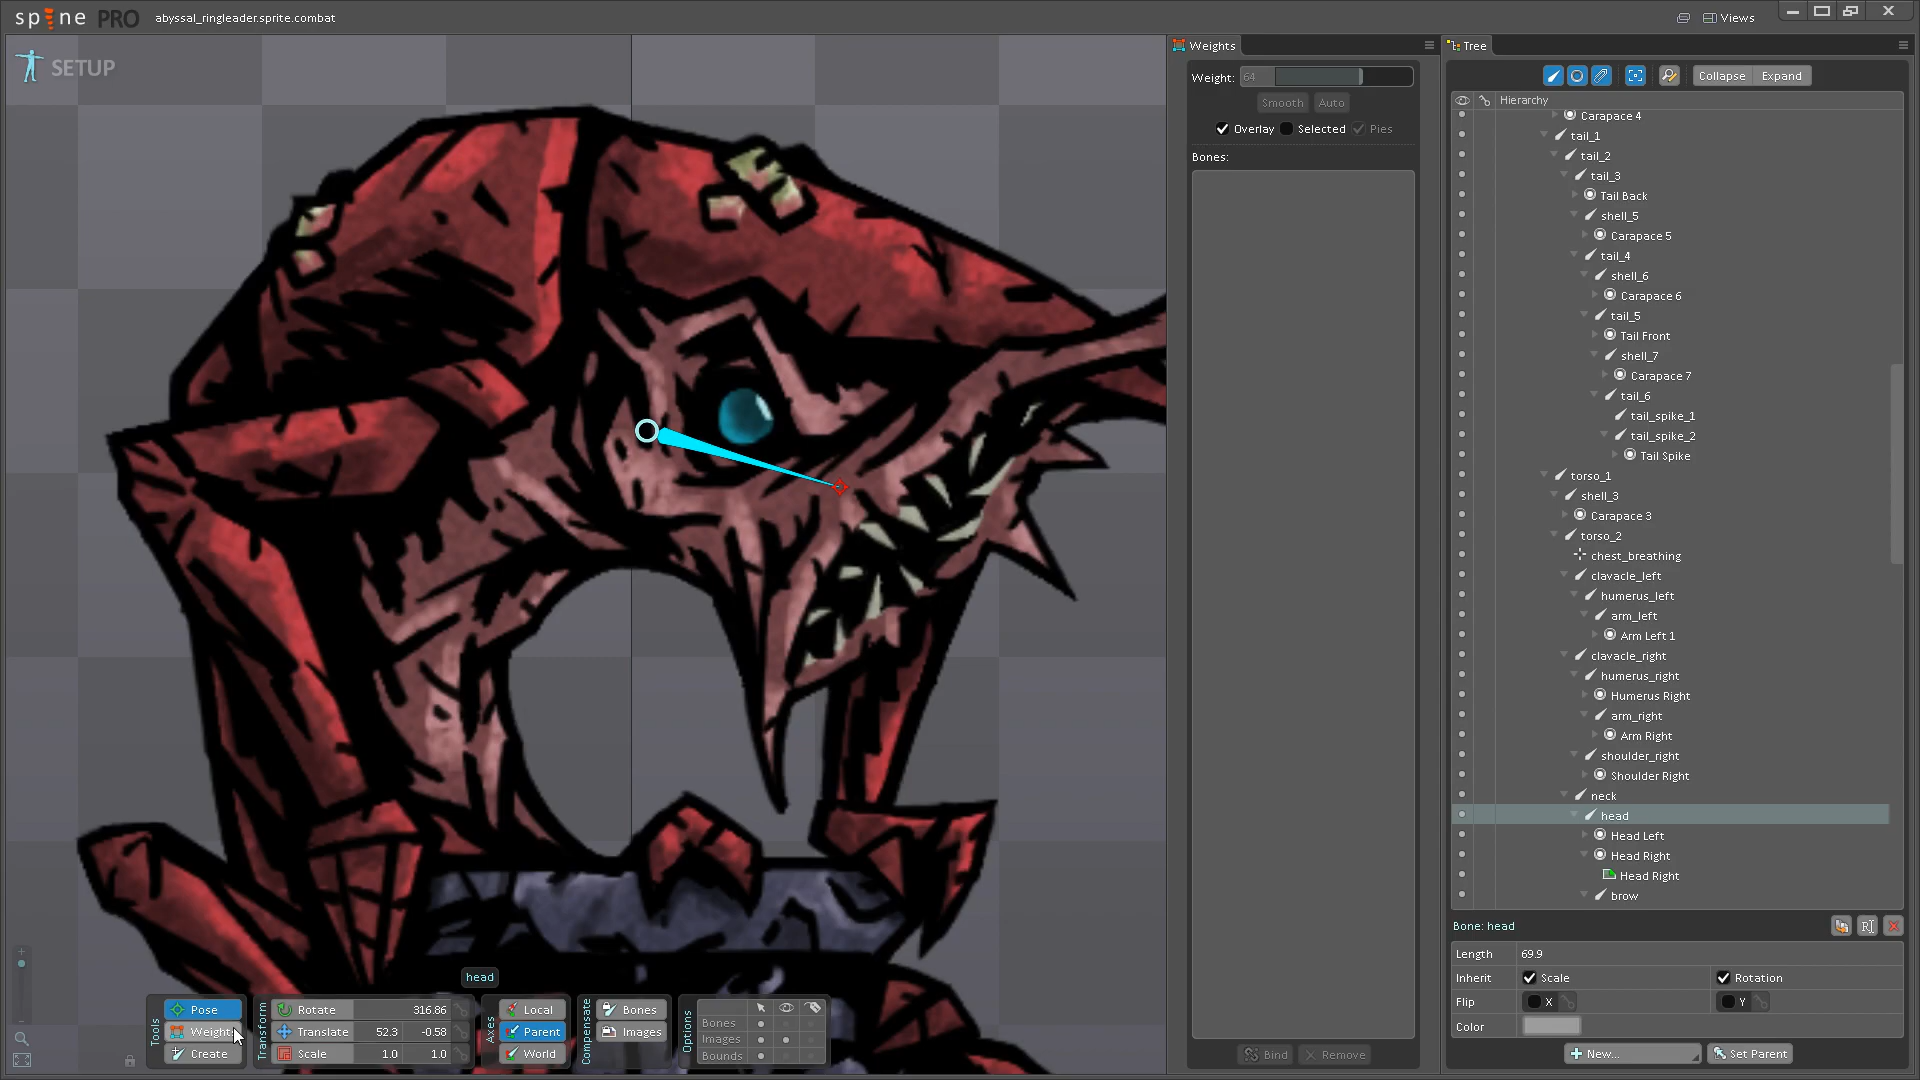 spine PRO abyssal_ringleader.sprite.combat
Views
SETUP
Weights
Weight: 64
Smooth Auto
Overlay Selected Pies
Bones:
Bind Remove
Tree
Collapse Expand
Hierarchy
Carapace 4
tail_1
tail_2
tail_3
Tail Back
shell_5
Carapace 5
tail_4
shell_6
Carapace 6
tail_5
Tail Front
shell_7
Carapace 7
tail_6
tail_spike_1
tail_spike_2
Tail Spike
torso_1
shell_3
Carapace 3
torso_2
chest_breathing
clavacle_left
humerus_left
arm_left
Arm Left 1
clavacle_right
humerus_right
Humerus Right
arm_right
Arm Right
shoulder_right
Shoulder Right
neck
head
Head Left
Head Right
Head Right
brow
Bone: head
Length 69.9
Inherit Scale Rotation
Flip X Y
Color
New... Set Parent
head
Tools
Pose
Weights
Create
Transform
Rotate 316.86
Translate 52.3 -0.58
Scale 1.0 1.0
Axes
Local
Parent
World
Compensate
Bones
Images
Options
Bones
Images
Bounds